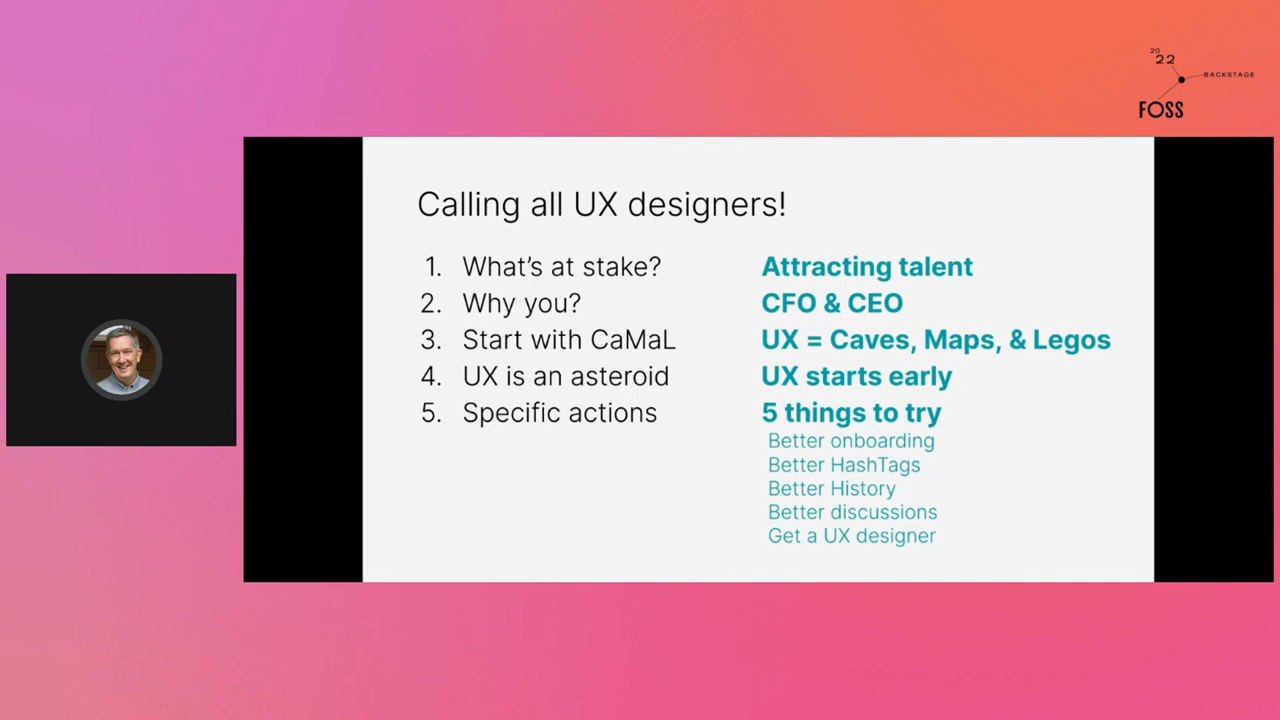 20
22
BACKSTAGE
FOSS
Calling all UX designers!
1. What's at stake? Attracting talent
2. Why you? CFO & CEO
3. Start with CaMaL UX = Caves, Maps, & Legos
4. UX is an asteroid UX starts early
5. Specific actions 5 things to try
Better onboarding
Better HashTags
Better History
Better discussions
Get a UX designer